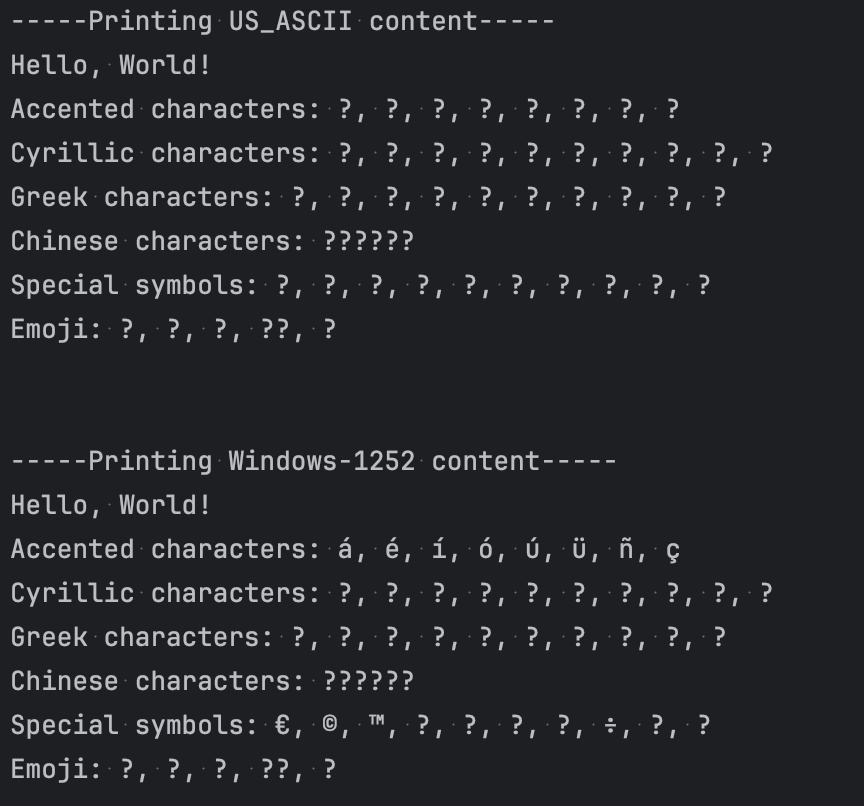 -----Printing US_ASCII content-----
Hello, World!
Accented characters: ?, ?, ?, ?, ?, ?, ?, ?
Cyrillic characters: ?, ?, ?, ?, ?, ?, ?, ?, ?, ?
Greek characters: ?, ?, ?, ?, ?, ?, ?, ?, ?, ?
Chinese characters: ??????
Special symbols: ?, ?, ?, ?, ?, ?, ?, ?, ?, ?
Emoji: ?, ?, ?, ??, ?
-----Printing Windows-1252 content-----
Hello, World!
Accented characters: á, é, í, ó, ú, ü, ñ, ç
Cyrillic characters: ?, ?, ?, ?, ?, ?, ?, ?, ?, ?
Greek characters: ?, ?, ?, ?, ?, ?, ?, ?, ?, ?
Chinese characters: ??????
Special symbols: €, ©, ™, ?, ?, ?, ?, ÷, ?, ?
Emoji: ?, ?, ?, ??, ?